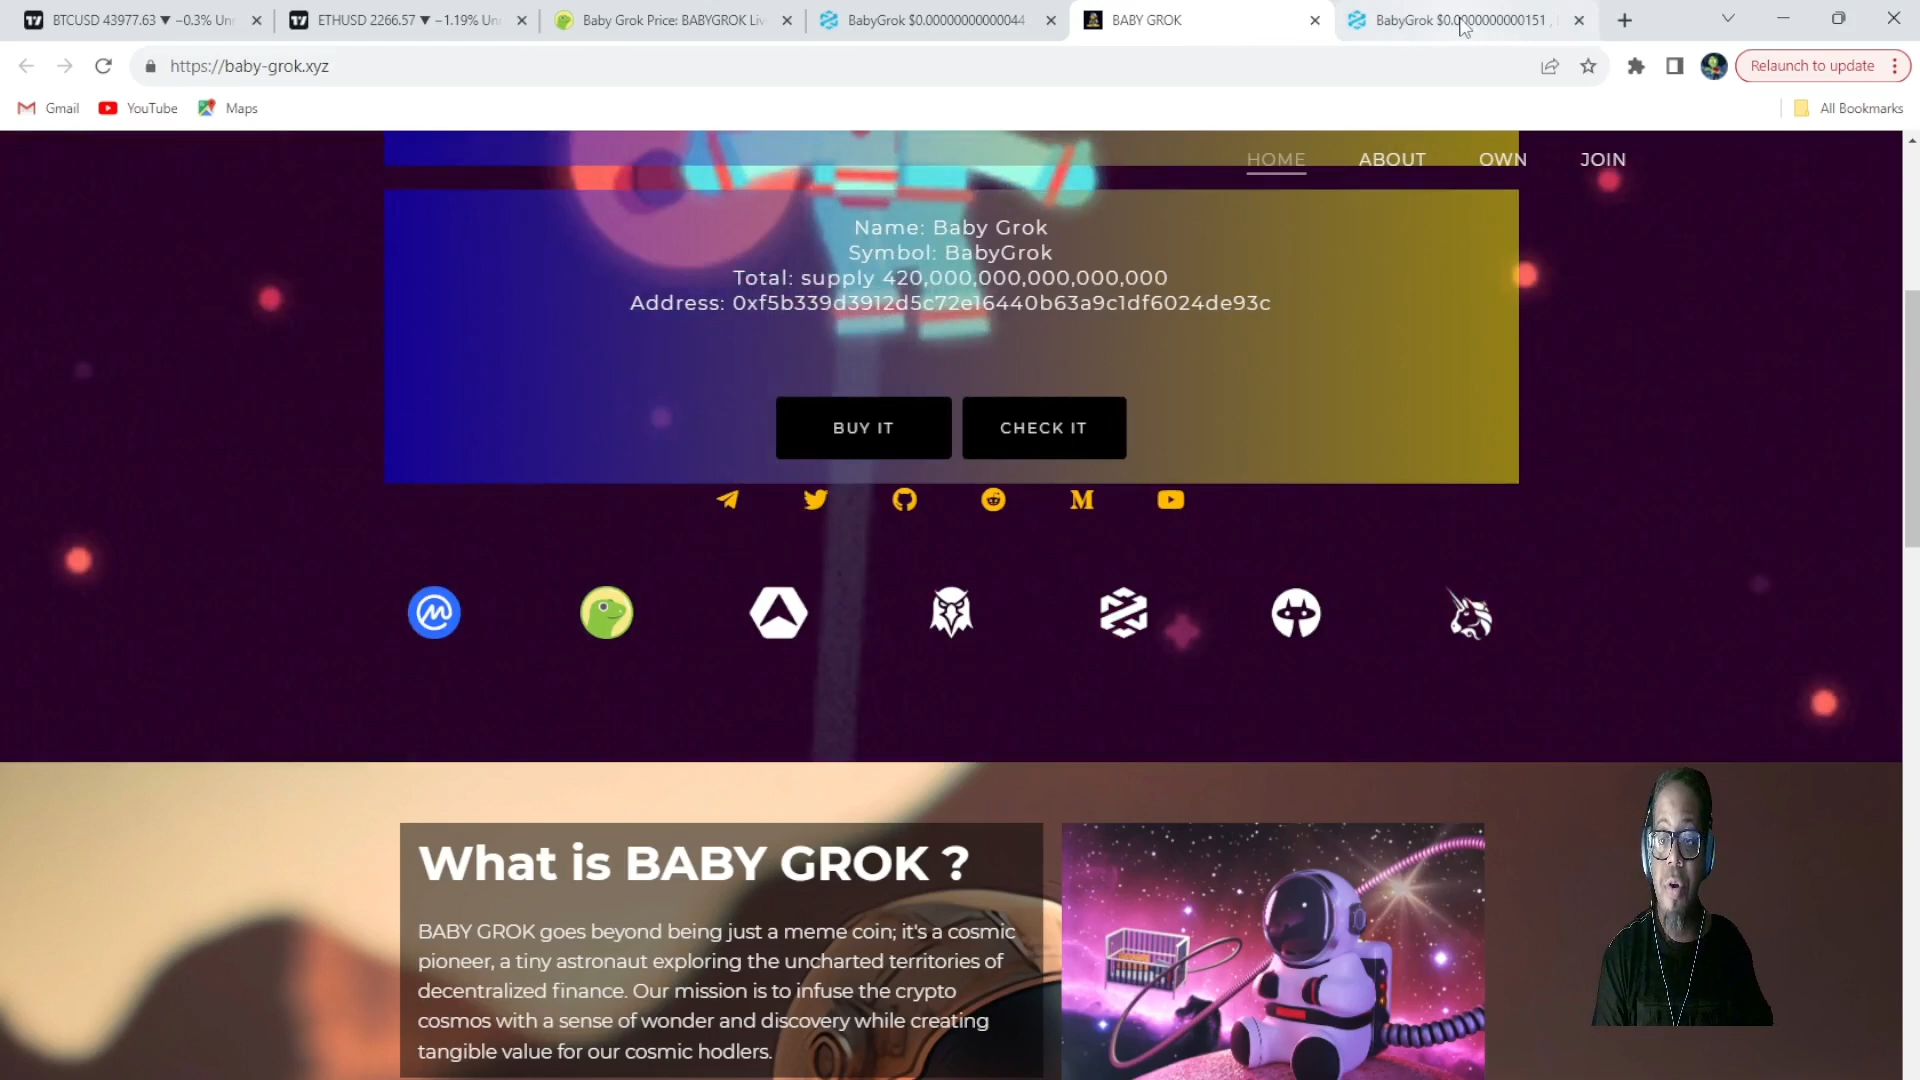 BTCUSD 43977.63 ▼ −0.3% Un
ETHUSD 2266.57 ▼ −1.19% Un
Baby Grok Price: BABYGROK Liv
BabyGrok $0.00000000000044
BABY GROK
BabyGrok $0.0000000000151
https://baby-grok.xyz
Relaunch to update
Gmail
YouTube
Maps
All Bookmarks
HOME
ABOUT
OWN
JOIN
Name: Baby Grok
Symbol: BabyGrok
Total: supply 420,000,000,000,000,000
Address: 0xf5b339d3912d5c72e16440b63a9c1df6024de93c
BUY IT
CHECK IT
What is BABY GROK ?
BABY GROK goes beyond being just a meme coin; it's a cosmic
pioneer, a tiny astronaut exploring the uncharted territories of
decentralized finance. Our mission is to infuse the crypto
cosmos with a sense of wonder and discovery while creating
tangible value for our cosmic hodlers.